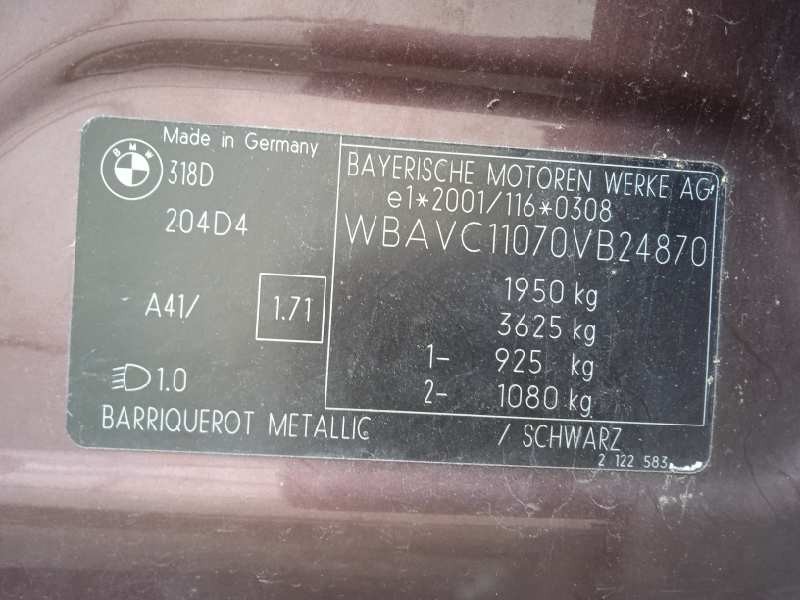 Made in Germany
BMW
318D
204D4
A41/ 1.71
1.0
BAYERISCHE MOTOREN WERKE AG
e1*2001/116*0308
WBAVC11070VB24870
1950 kg
3625 kg
1- 925 kg
2- 1080 kg
BARRIQUEROT METALLIC / SCHWARZ
2 122 583